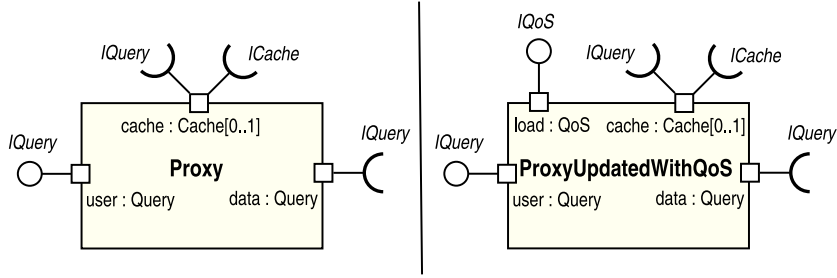 IQuery
ICache
cache : Cache[0..1]
IQuery
Proxy
IQuery
user : Query
data : Query
IQoS
IQuery
ICache
load : QoS
cache : Cache[0..1]
IQuery
ProxyUpdatedWithQoS
IQuery
user : Query
data : Query